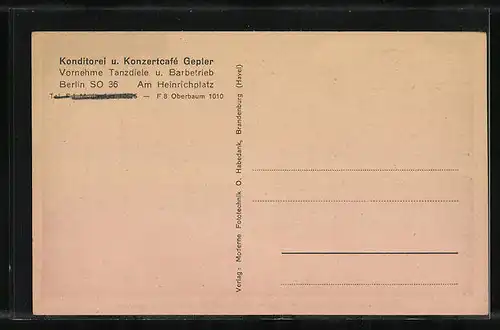 Konditorei u. Konzertcafé Gepler
Vornehme Tanzdiele u. Barbetrieb
Berlin SO 36 Am Heinrichplatz
Tel. — F 8 Oberbaum 1010
Verlag: Moderne Fototechnik O. Habedank, Brandenburg (Havel)